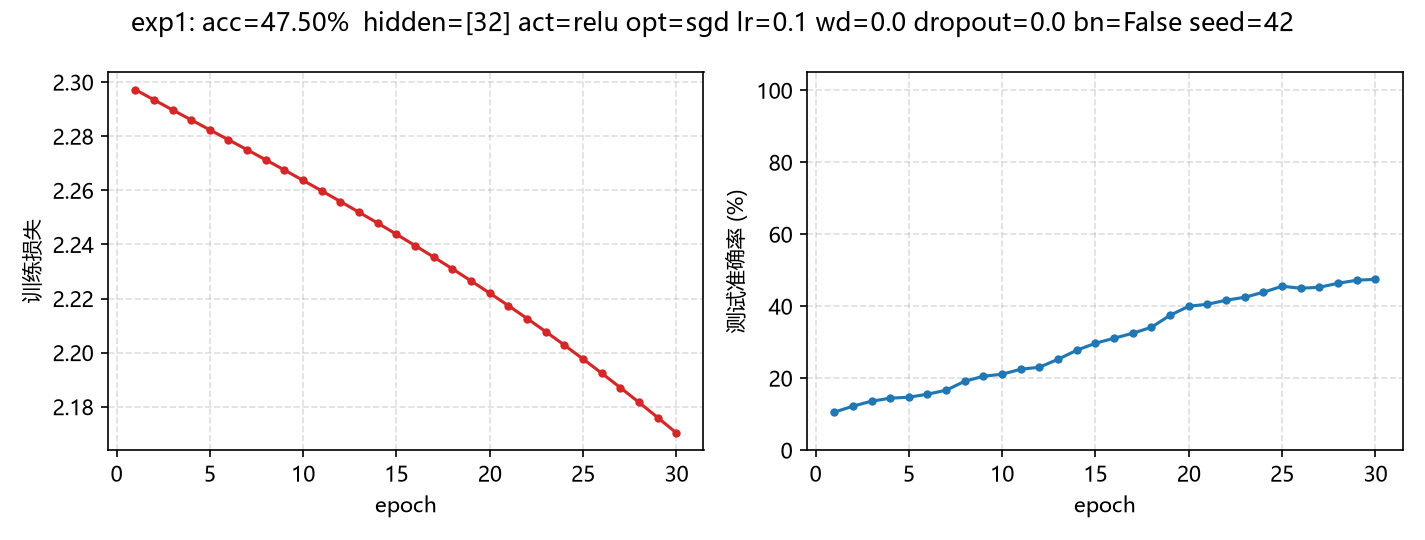 exp1: acc=47.50%  hidden=[32] act=relu opt=sgd lr=0.1 wd=0.0 dropout=0.0 bn=False seed=42
训练损失
2.30
2.28
2.26
2.24
2.22
2.20
2.18
0 5 10 15 20 25 30
epoch
测试准确率 (%)
100
80
60
40
20
0
0 5 10 15 20 25 30
epoch